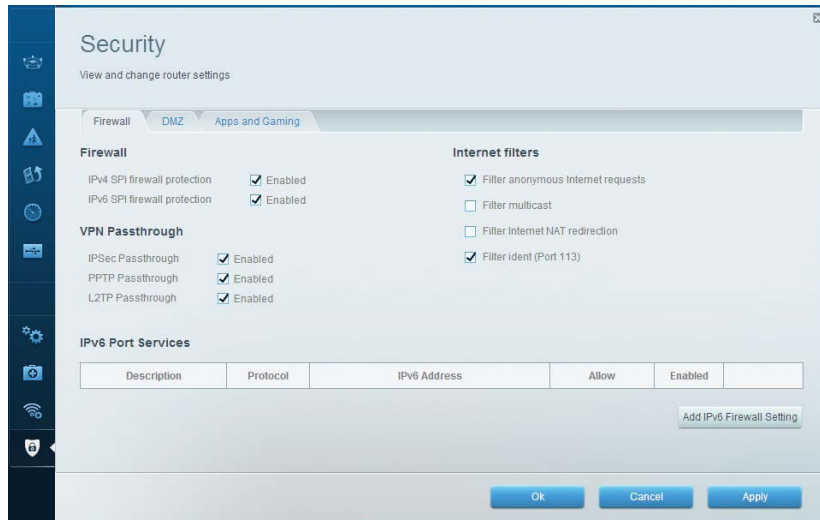 Security
View and change router settings
Firewall
DMZ
Apps and Gaming
Firewall
IPv4 SPI firewall protection
Enabled
IPv6 SPI firewall protection
Enabled
VPN Passthrough
IPSec Passthrough
Enabled
PPTP Passthrough
Enabled
L2TP Passthrough
Enabled
Internet filters
Filter anonymous Internet requests
Filter multicast
Filter Internet NAT redirection
Filter ident (Port 113)
IPv6 Port Services
Description
Protocol
IPv6 Address
Allow
Enabled
Add IPv6 Firewall Setting
Ok
Cancel
Apply